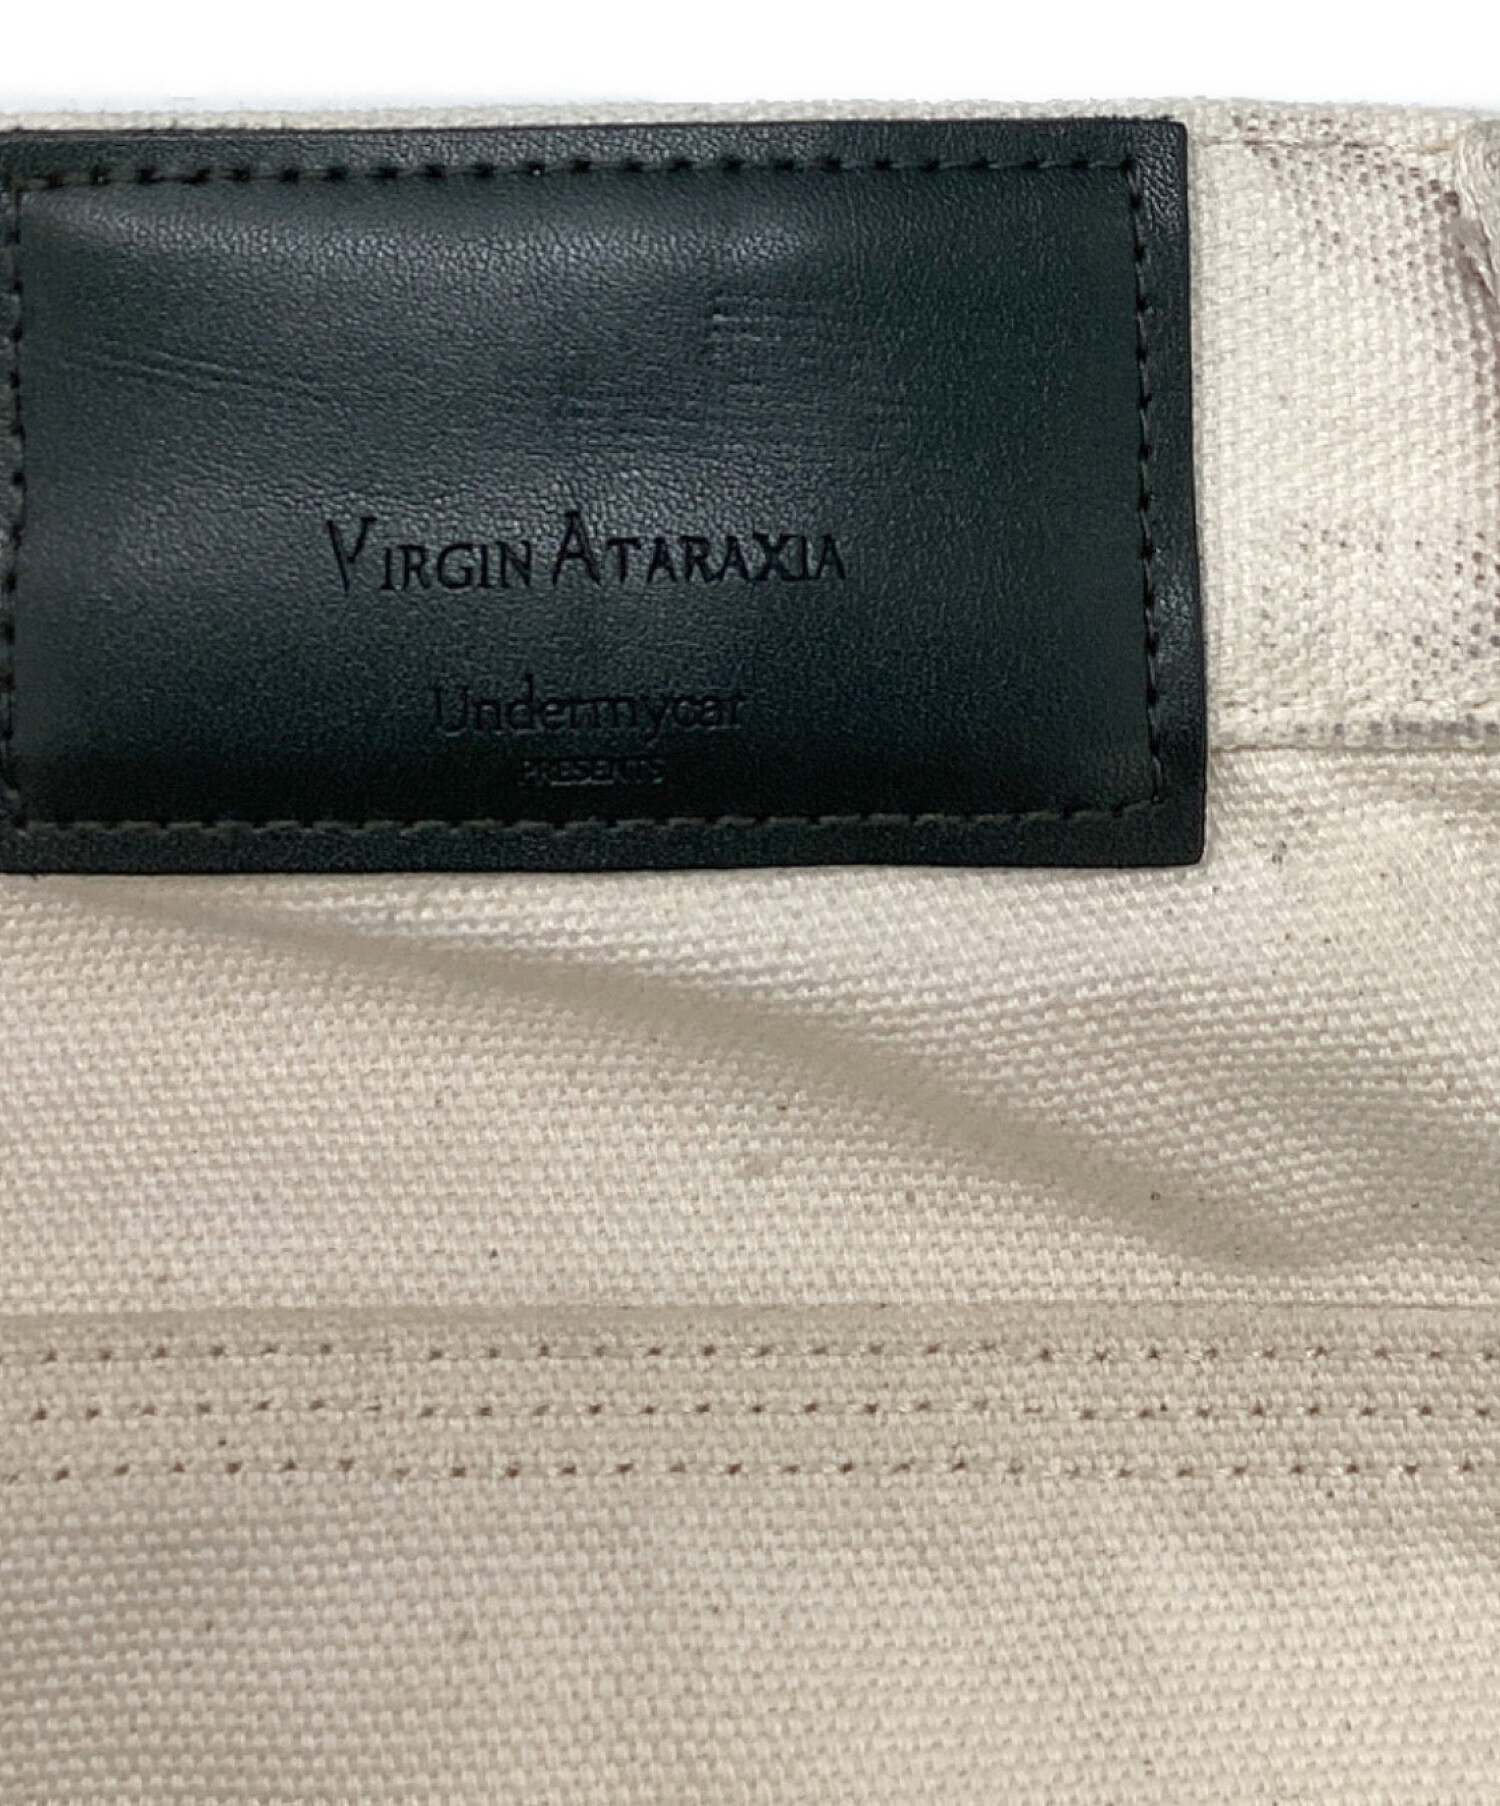 VIRGIN ATARAXIA
Undermycar
PRESENTS